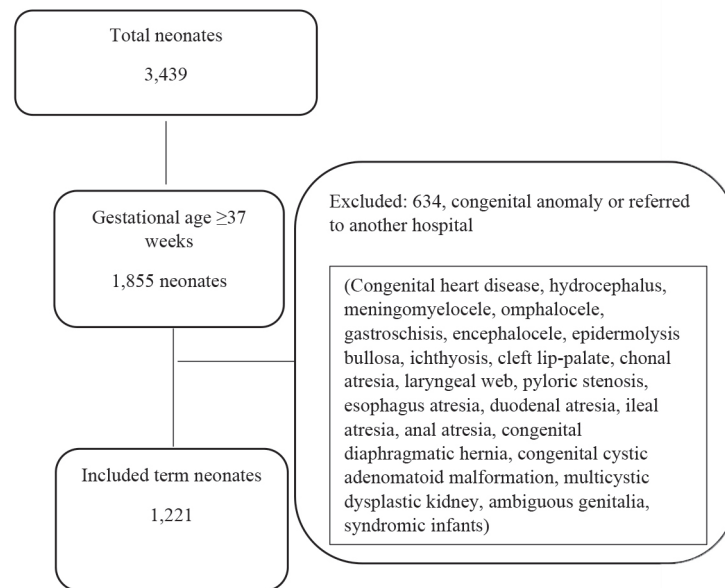 Total neonates
3,439
Gestational age ≥37
weeks
1,855 neonates
Excluded: 634, congenital anomaly or referred
to another hospital
(Congenital heart disease, hydrocephalus,
meningomyelocele, omphalocele,
gastroschisis, encephalocele, epidermolysis
bullosa, ichthyosis, cleft lip-palate, chonal
atresia, laryngeal web, pyloric stenosis,
esophagus atresia, duodenal atresia, ileal
atresia, anal atresia, congenital
diaphragmatic hernia, congenital cystic
adenomatoid malformation, multicystic
dysplastic kidney, ambiguous genitalia,
syndromic infants)
Included term neonates
1,221